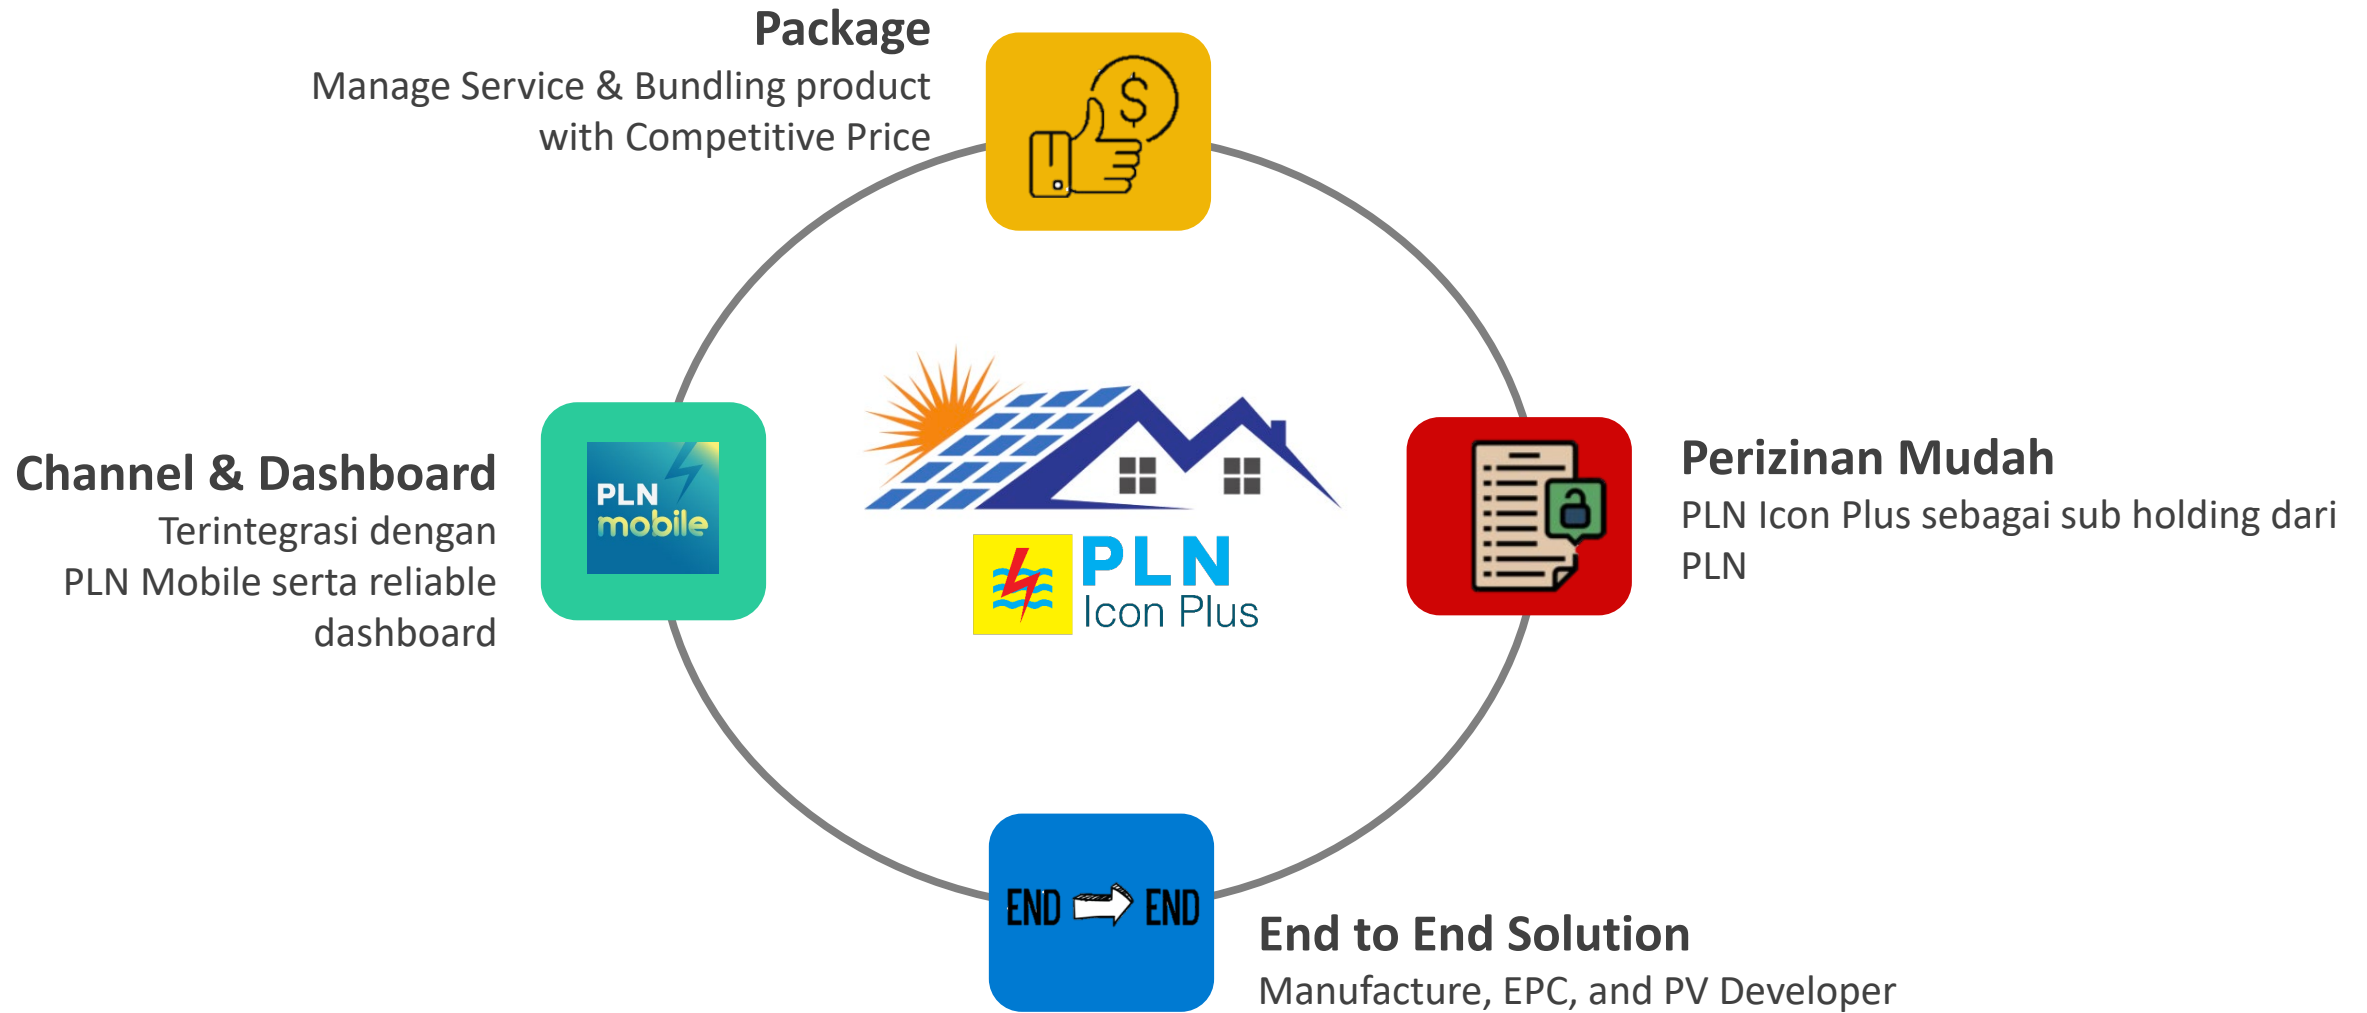 Package
Manage Service & Bundling product
with Competitive Price
$
Channel & Dashboard
Terintegrasi dengan
PLN Mobile serta reliable
dashboard
PLN
mobile
PLN
Icon Plus
Perizinan Mudah
PLN Icon Plus sebagai sub holding dari
PLN
END END
End to End Solution
Manufacture, EPC, and PV Developer